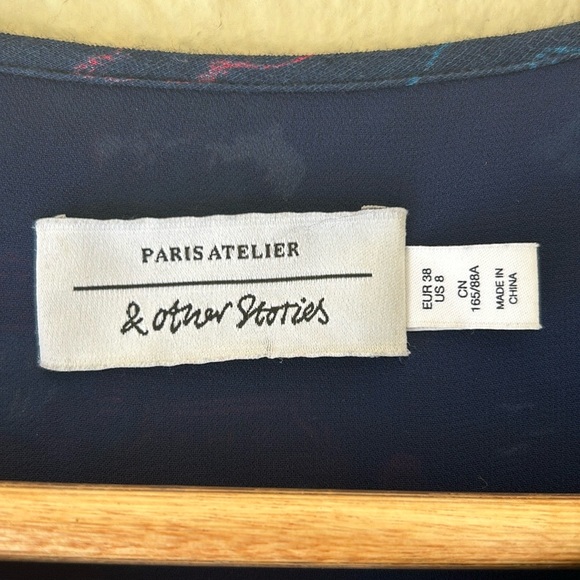 PARIS ATELIER
& other Stories
EUR 38
US 8
CN
165/88A
MADE IN
CHINA